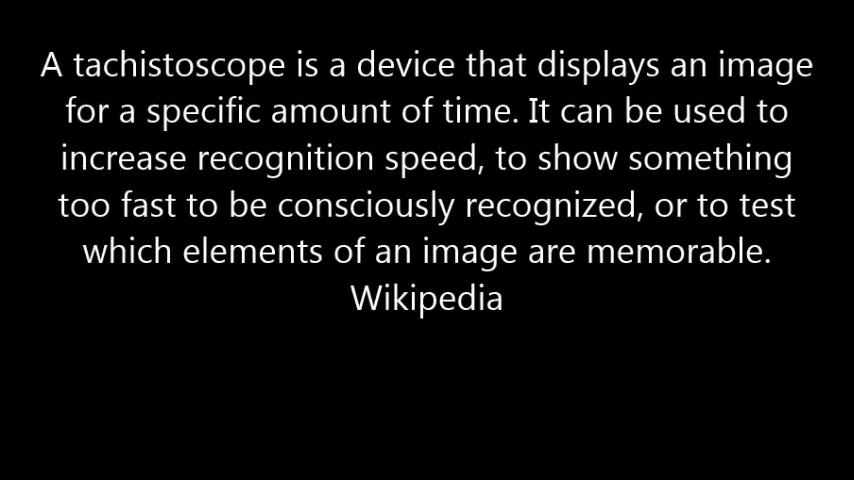 A tachistoscope is a device that displays an image
for a specific amount of time. It can be used to
increase recognition speed, to show something
too fast to be consciously recognized, or to test
which elements of an image are memorable.
Wikipedia